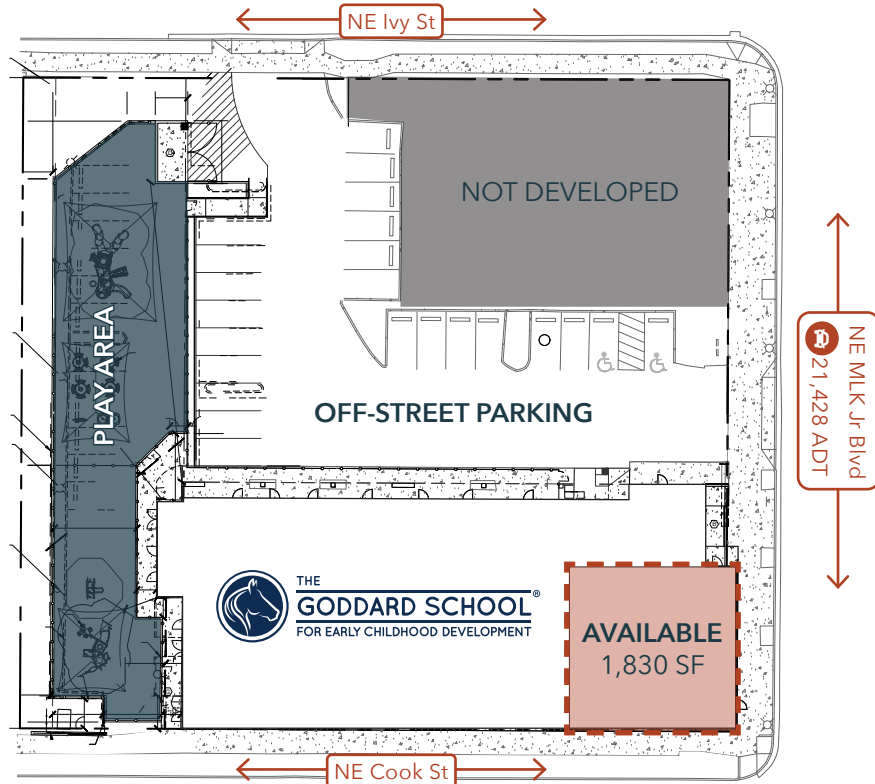 NE Ivy St
NOT DEVELOPED
PLAY AREA
OFF-STREET PARKING
NE MLK Jr Blvd
21,428 ADT
THE
GODDARD SCHOOL®
FOR EARLY CHILDHOOD DEVELOPMENT
AVAILABLE
1,830 SF
NE Cook St